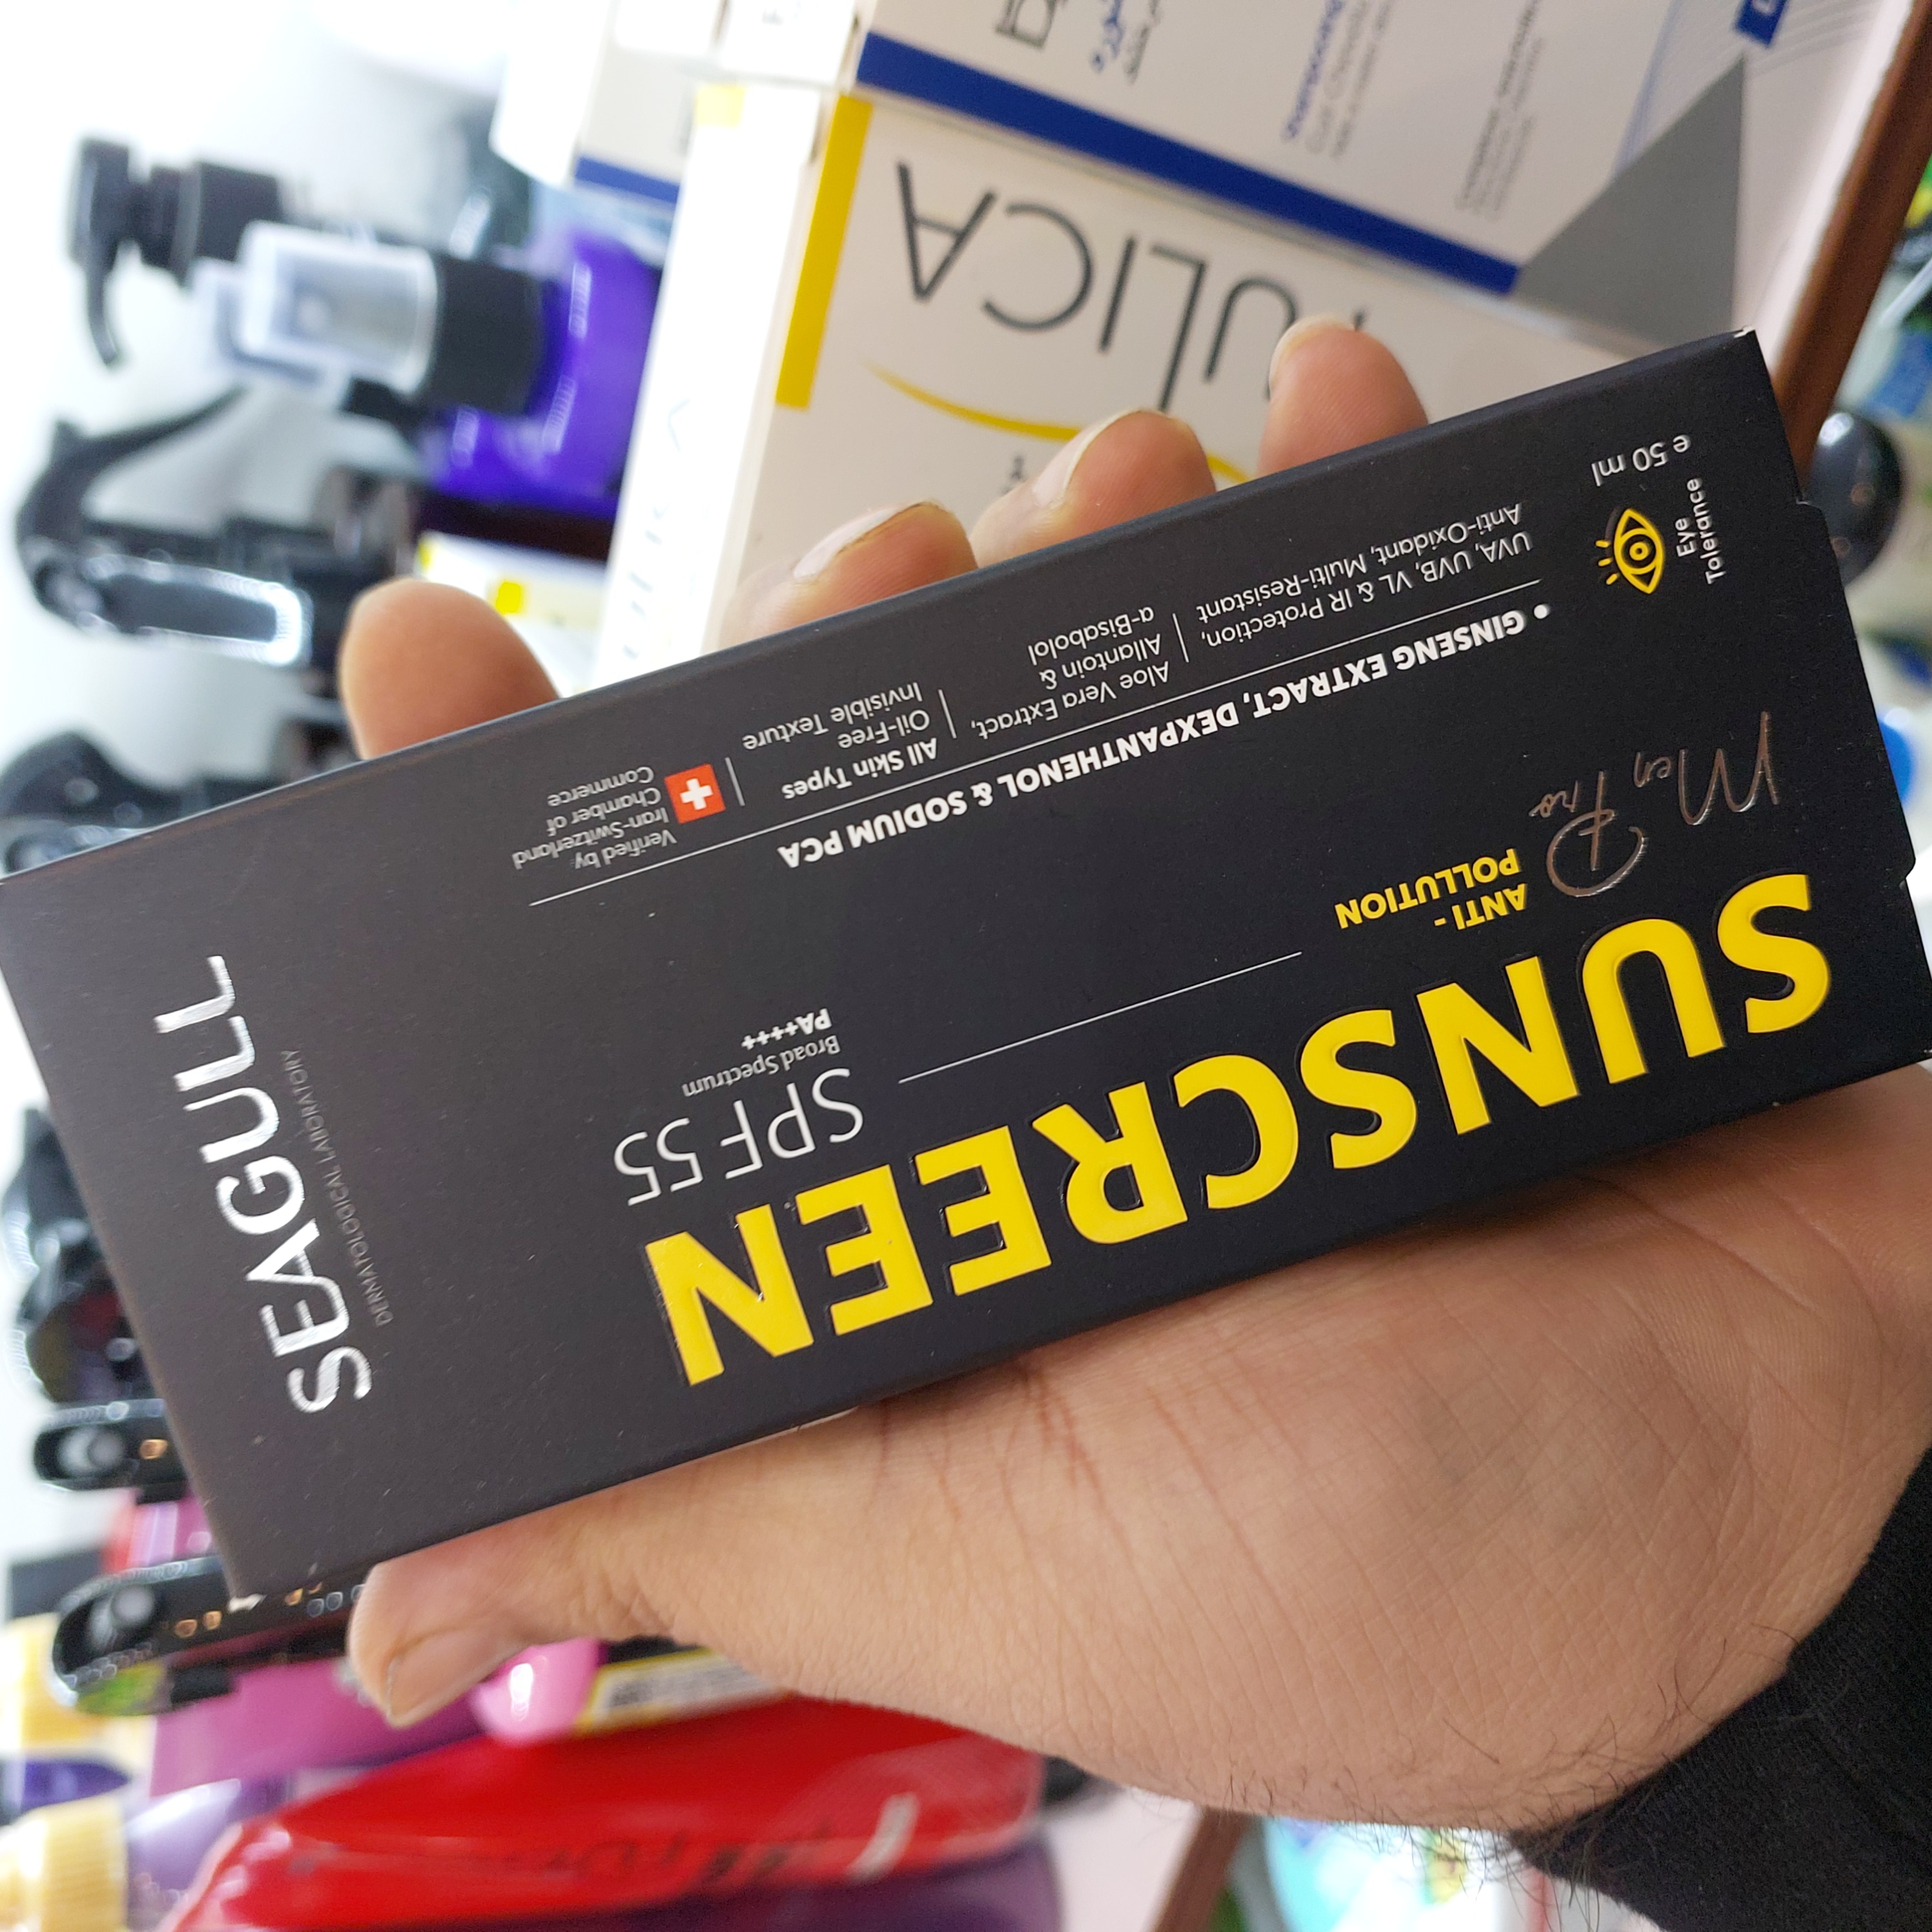 SUNSCREEN
Men Pro
ANTI-
POLLUTION
SPF 55
Broad Spectrum
PA++++
• GINSENG EXTRACT, DEXPANTHENOL & SODIUM PCA
UVA, UVB, VL & IR Protection,
Anti-Oxidant, Multi-Resistant
Aloe Vera Extract,
Allantoin &
α-Bisabolol
All Skin Types
Oil-Free
Invisible Texture
Verified by
Iran-Switzerland
Chamber of
Commerce
Eye
Tolerance
e 50 ml
SEAGULL
DERMATOLOGICAL LABORATORY
ULICA